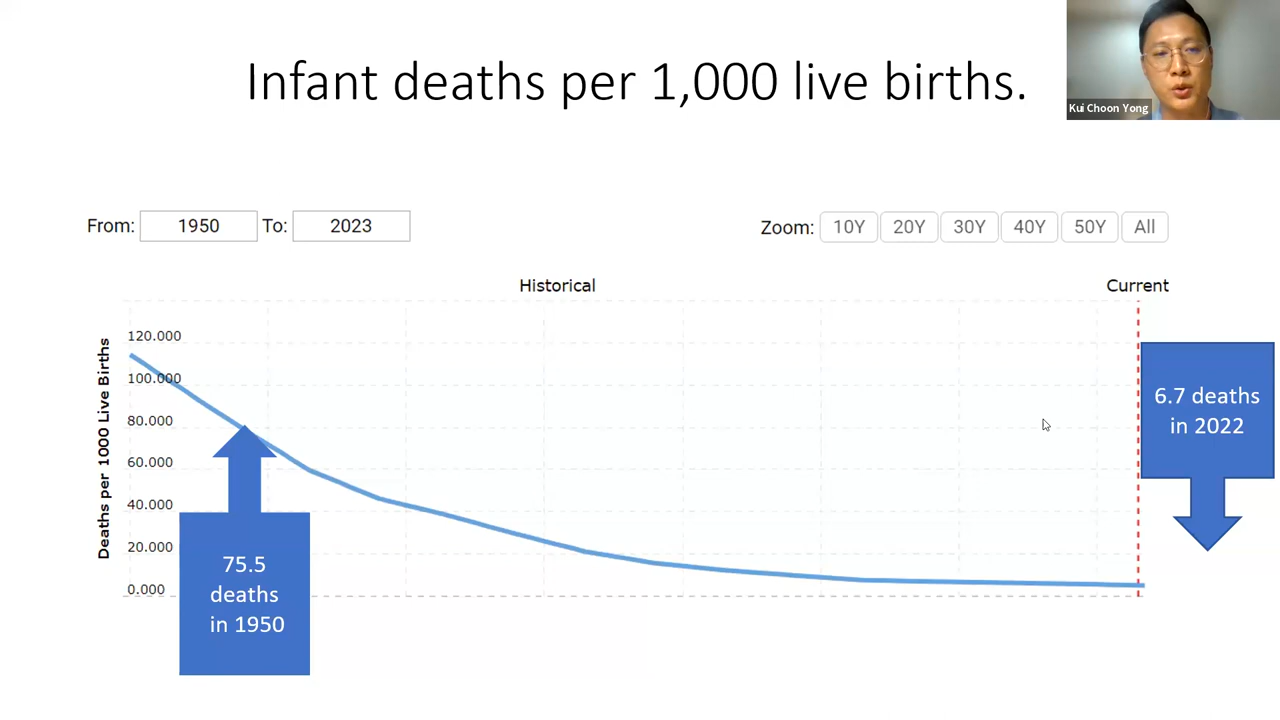 Infant deaths per 1,000 live births.
Kui Choon Yong
From: 1950 To: 2023
Zoom: 10Y 20Y 30Y 40Y 50Y All
Historical
Current
Deaths per 1000 Live Births
120.000
100.000
80.000
60.000
40.000
20.000
0.000
75.5
deaths
in 1950
6.7 deaths
in 2022